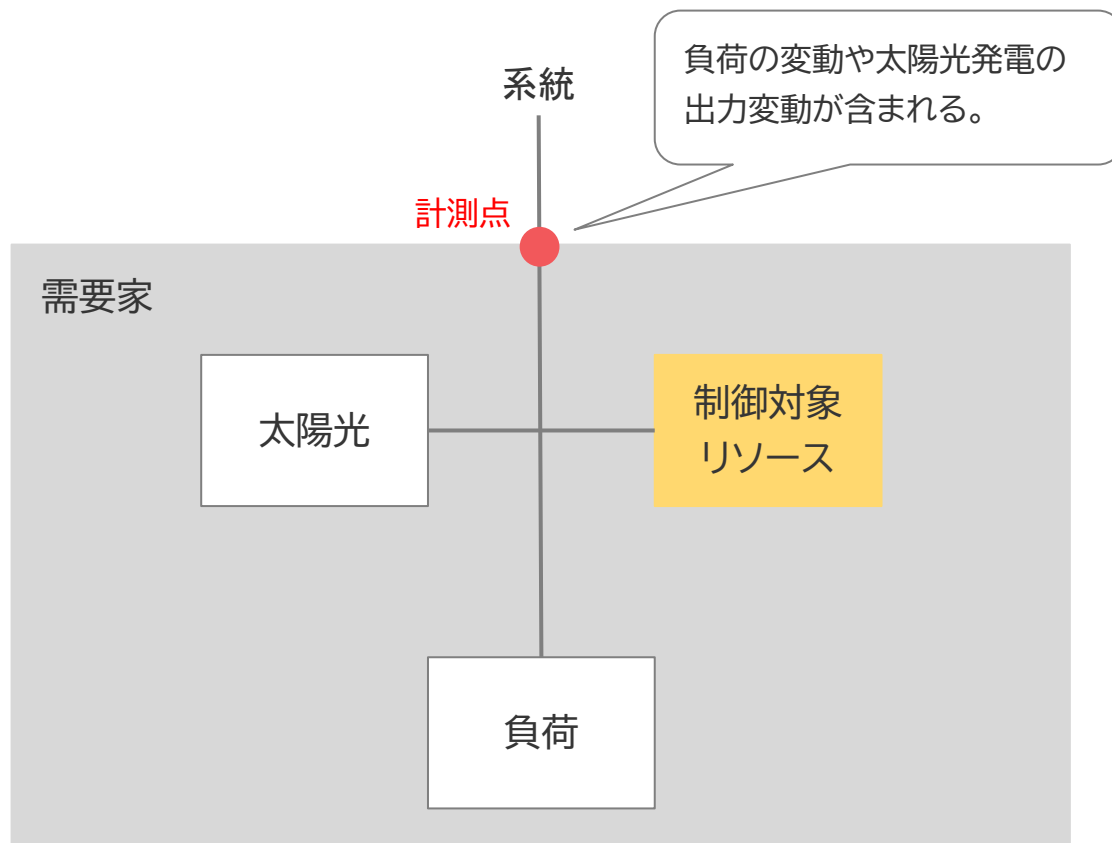 負荷の変動や太陽光発電の
出力変動が含まれる。
系統
計測点
需要家
太陽光
制御対象
リソース
負荷